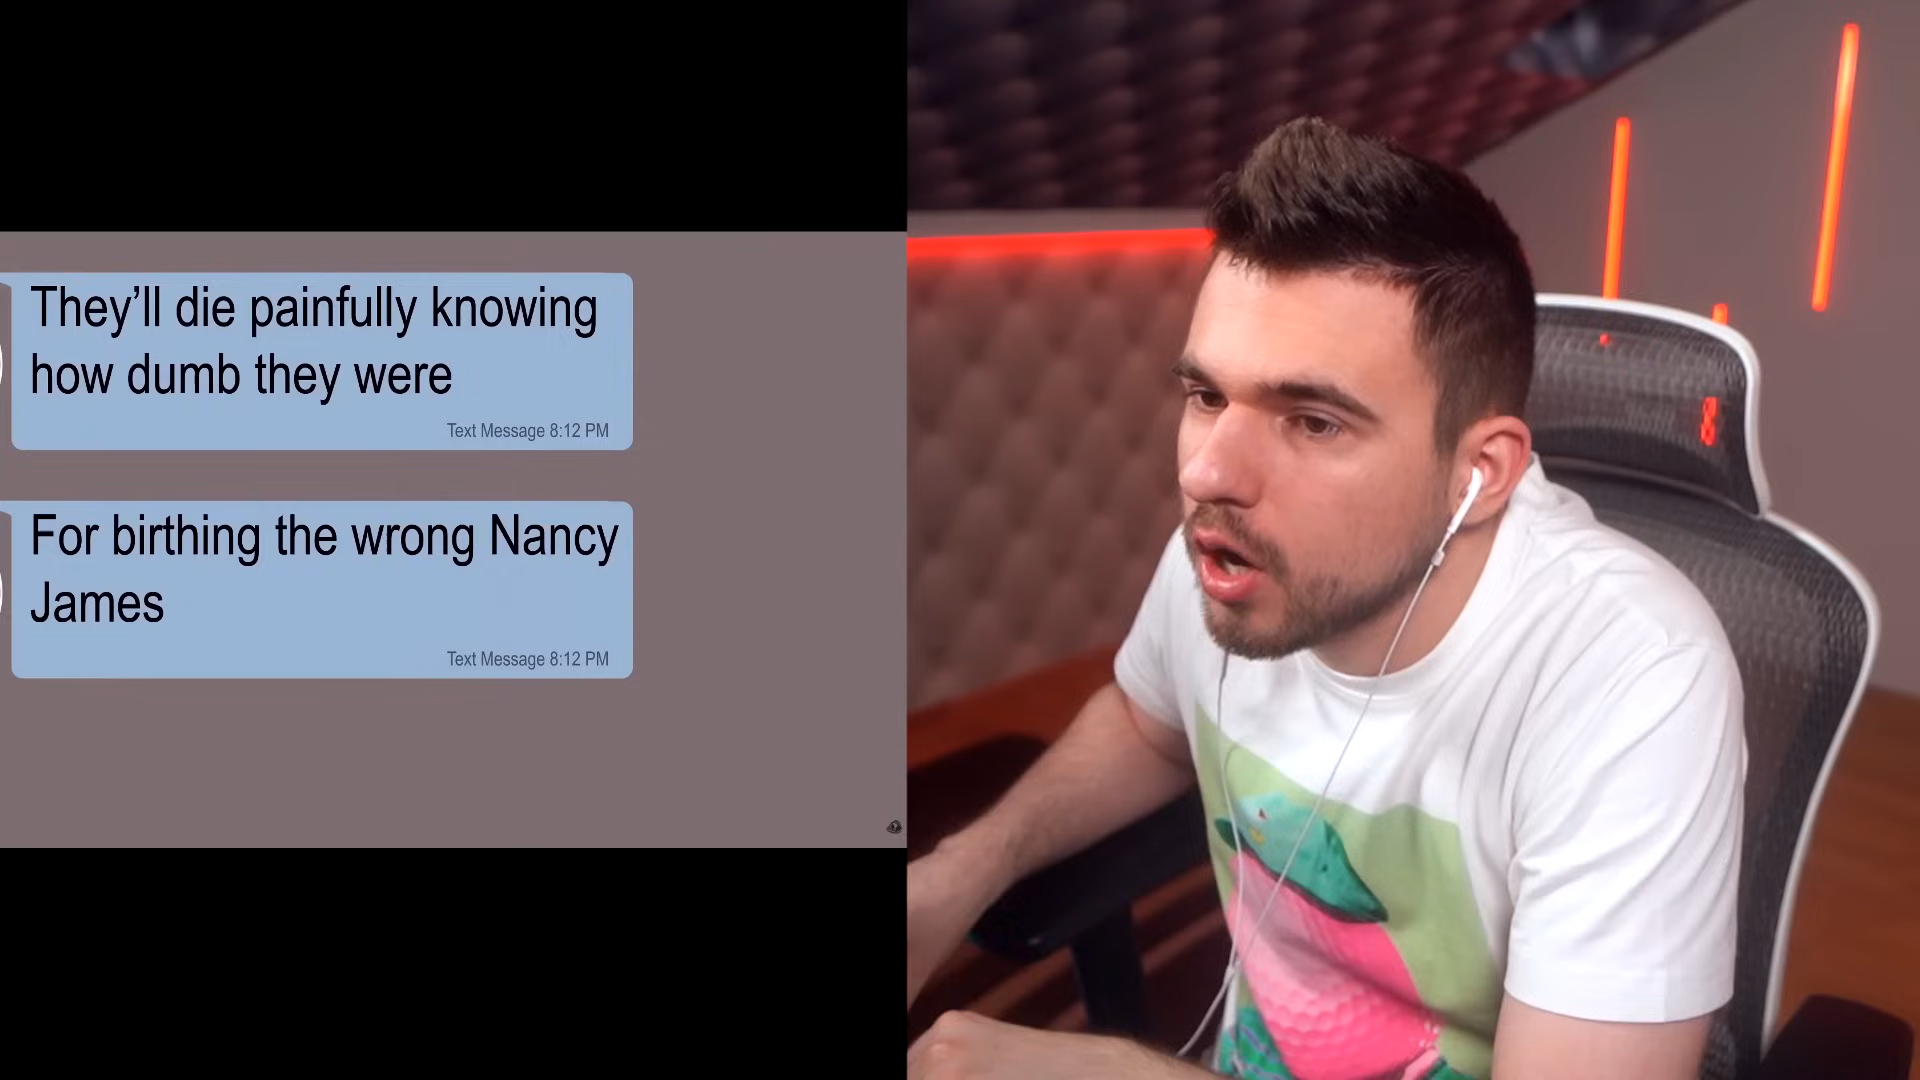 They’ll die painfully knowing
how dumb they were
Text Message 8:12 PM
For birthing the wrong Nancy
James
Text Message 8:12 PM